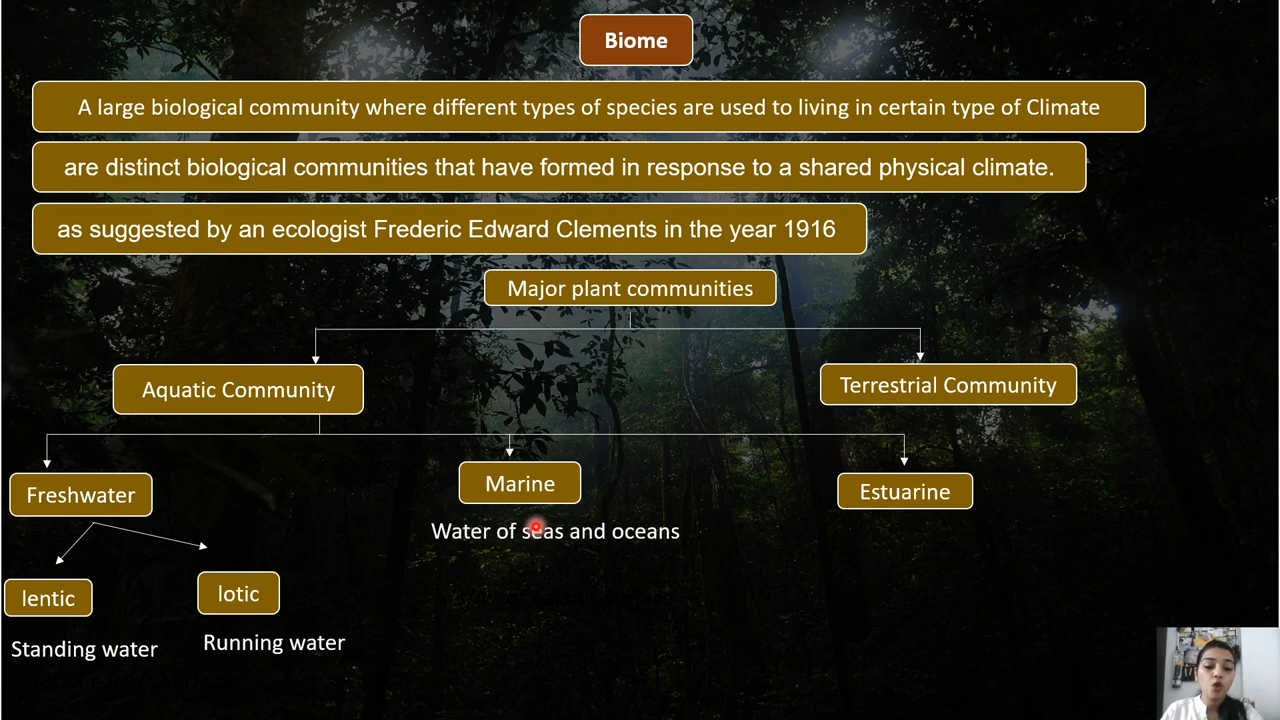 Biome
A large biological community where different types of species are used to living in certain type of Climate
are distinct biological communities that have formed in response to a shared physical climate.
as suggested by an ecologist Frederic Edward Clements in the year 1916
Major plant communities
Aquatic Community
Terrestrial Community
Freshwater
Marine
Estuarine
Water of seas and oceans
lentic
lotic
Standing water
Running water